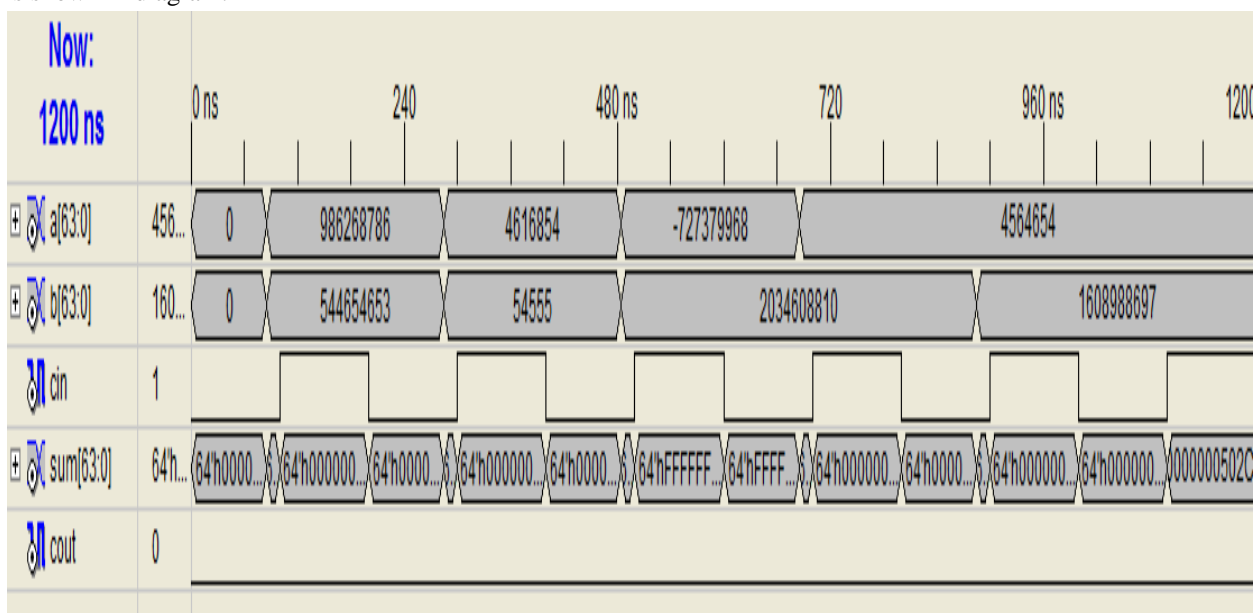 Now:
1200 ns
0 ns 240 480 ns 720 960 ns 1200
a[63:0] 456... 0 986268786 4616854 -727379968 4564654
b[63:0] 160... 0 544654653 54555 2034608810 1608988697
cin 1
sum[63:0] 64'h... 64'h0000... 64'h000000... 64'h0000... 64'h000000... 64'h0000... 64'hFFFFFF... 64'hFFFF... 64'h000000... 64'h0000... 64'h000000... 64'h000000... 000000502C
cout 0